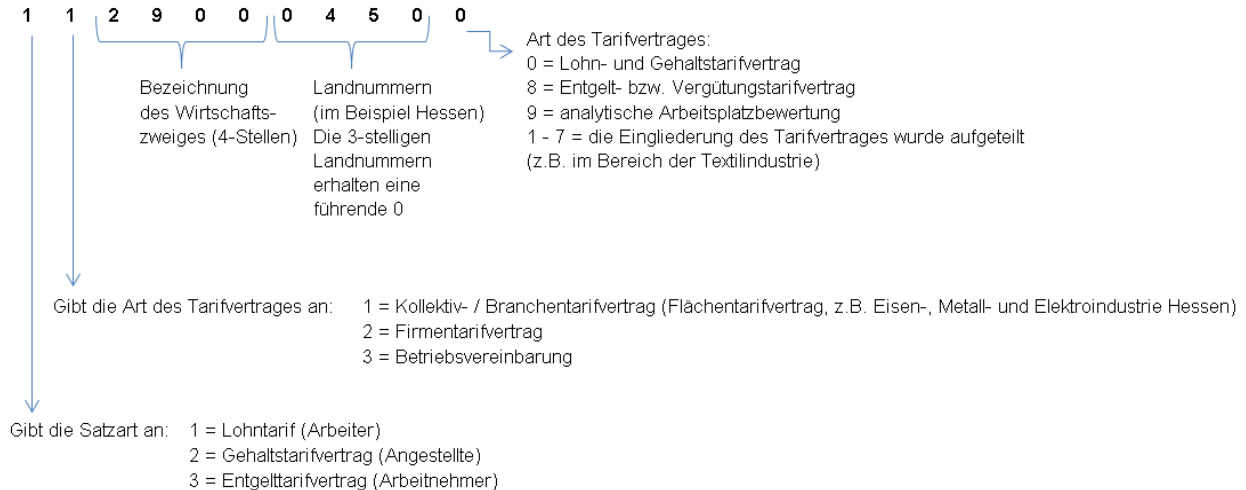 1 1 2 9 0 0 0 4 5 0 0
Art des Tarifvertrages:
0 = Lohn- und Gehaltstarifvertrag
8 = Entgelt- bzw. Vergütungstarifvertrag
9 = analytische Arbeitsplatzbewertung
1 - 7 = die Eingliederung des Tarifvertrages wurde aufgeteilt
(z.B. im Bereich der Textilindustrie)
Bezeichnung
des Wirtschafts-
zweiges (4-Stellen)
Landnummern
(im Beispiel Hessen)
Die 3-stelligen
Landnummern
erhalten eine
führende 0
Gibt die Art des Tarifvertrages an: 1 = Kollektiv- / Branchentarifvertrag (Flächentarifvertrag, z.B. Eisen-, Metall- und Elektroindustrie Hessen)
2 = Firmentarifvertrag
3 = Betriebsvereinbarung
Gibt die Satzart an: 1 = Lohntarif (Arbeiter)
2 = Gehaltstarifvertrag (Angestellte)
3 = Entgelttarifvertrag (Arbeitnehmer)